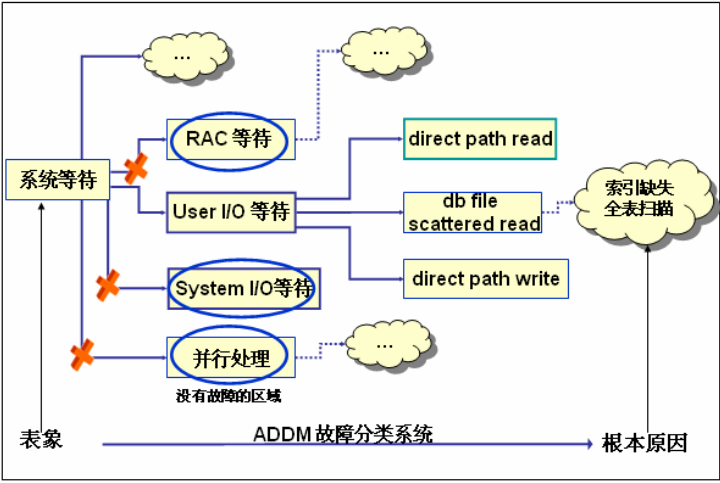 ...
...
RAC 等待
direct path read
系统等待
User I/O 等待
db file
scattered read
索引缺失
全表扫描
System I/O等待
direct path write
并行处理
...
没有故障的区域
表象
ADDM 故障分类系统
根本原因